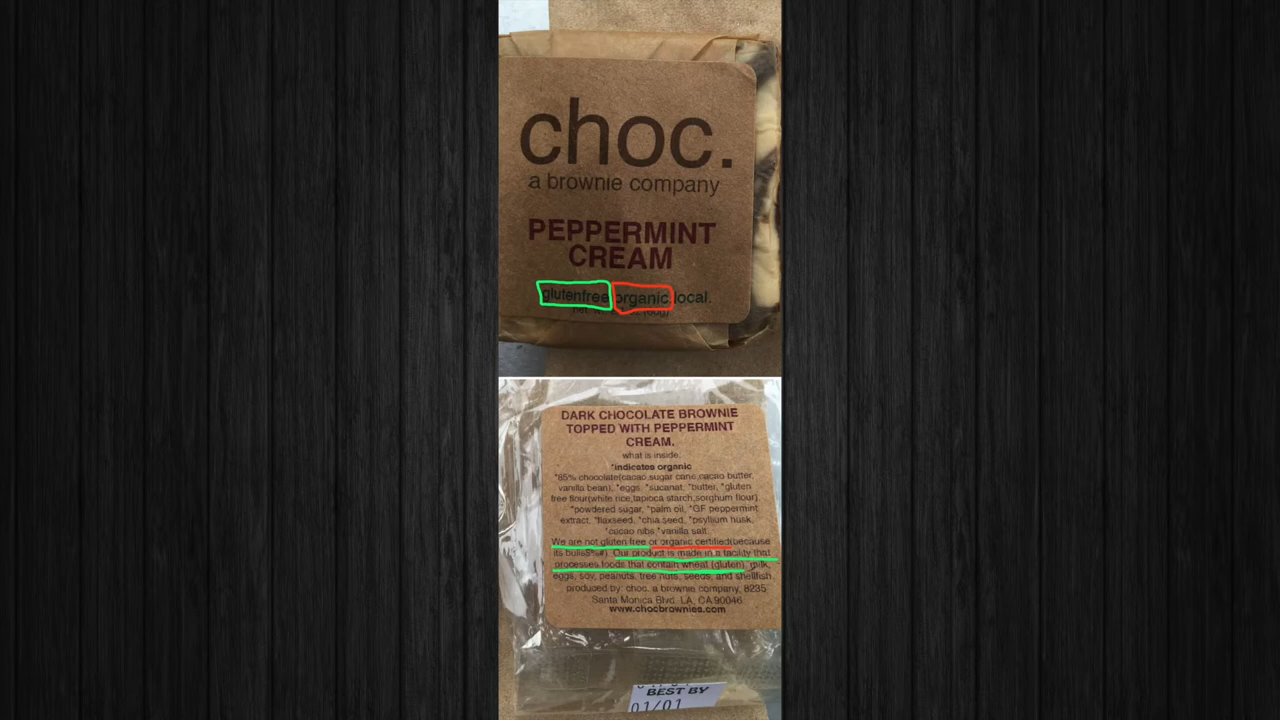 choc.
a brownie company
PEPPERMINT
CREAM
glutenfree organic local.
DARK CHOCOLATE BROWNIE
TOPPED WITH PEPPERMINT
CREAM.
what is inside:
*indicates organic
*85% chocolate(cacao,sugar cane,cacao butter,
vanilla bean), *eggs, *sucanat, *butter, *gluten
free flour(white rice,tapioca starch,sorghum flour),
*powdered sugar, *palm oil, *GF peppermint
extract, *flaxseed, *chia seed, *psyllium husk,
*cacao nibs,*vanilla salt.
We are not gluten free or organic certified(because
its bulls$%#). Our product is made in a facility that
processes foods that contain wheat (gluten), milk,
eggs, soy, peanuts, tree nuts, seeds, and shellfish.
produced by: choc. a brownie company, 8235
Santa Monica Blvd. LA, CA 90046
www.chocbrownies.com
BEST BY
01/01